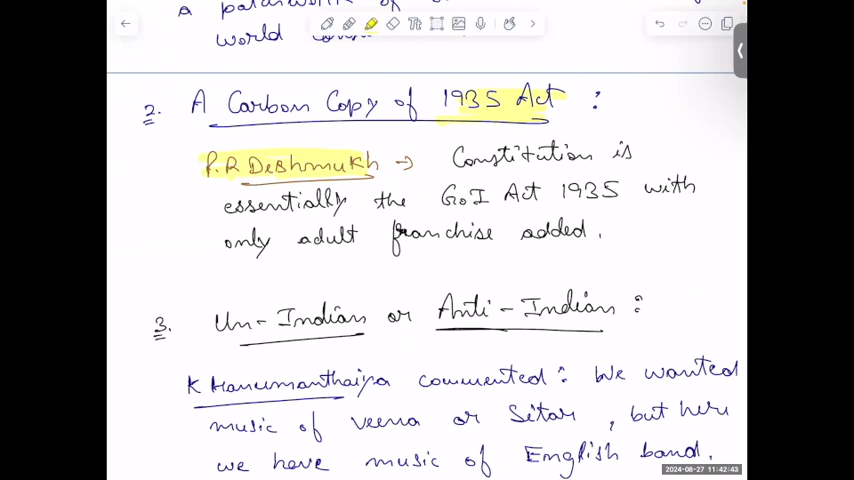 A patchwork of
world
2. A Carbon Copy of 1935 Act :
P.R Deshmukh → Constitution is
essentially the GoI Act 1935 with
only adult franchise added.
3. Un-Indian or Anti-Indian :
K Hanumanthaiya commented : We wanted
music of Veena or Sitar , but here
we have music of English band.
2024-08-27 11:42:43